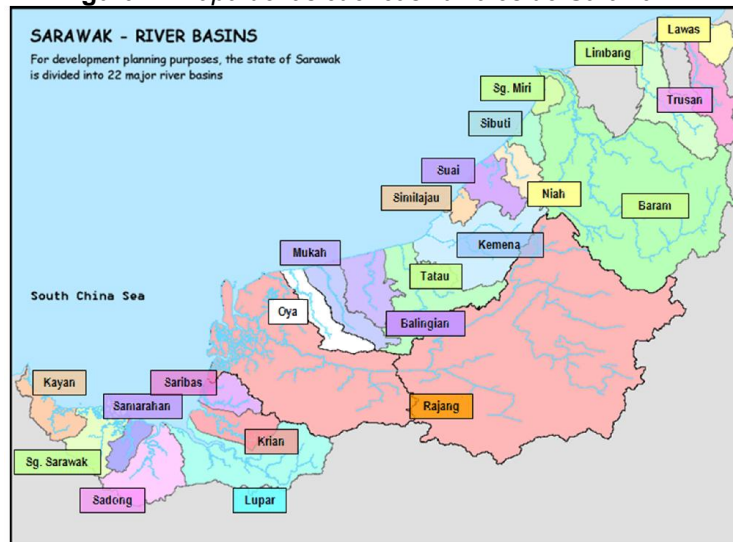 SARAWAK - RIVER BASINS
For development planning purposes, the state of Sarawak
is divided into 22 major river basins
Lawas
Limbang
Sg. Miri
Trusan
Sibuti
Suai
Similajau
Niah
Baram
Mukah
Kemena
Tatau
South China Sea
Oya
Balingian
Kayan
Saribas
Samarahan
Rajang
Krian
Sg. Sarawak
Sadong
Lupar